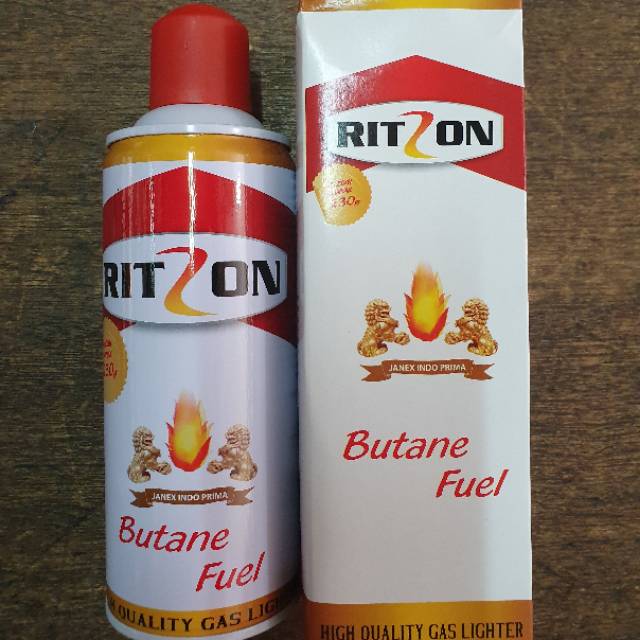 RITZON
30g
JANEX INDO PRIMA
Butane
Fuel
HIGH QUALITY GAS LIGHTER
RITZON
JANEX INDO PRIMA
Butane
Fuel
HIGH QUALITY GAS LIGHTER